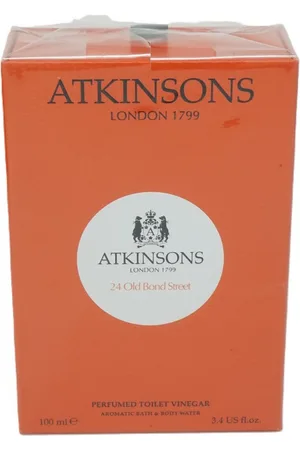 ATKINSONS
LONDON 1799
A
ATKINSONS
LONDON 1799
24 Old Bond Street
PERFUMED TOILET VINEGAR
AROMATIC BATH & BODY WATER
100 ml ℮ 3.4 US fl.oz.